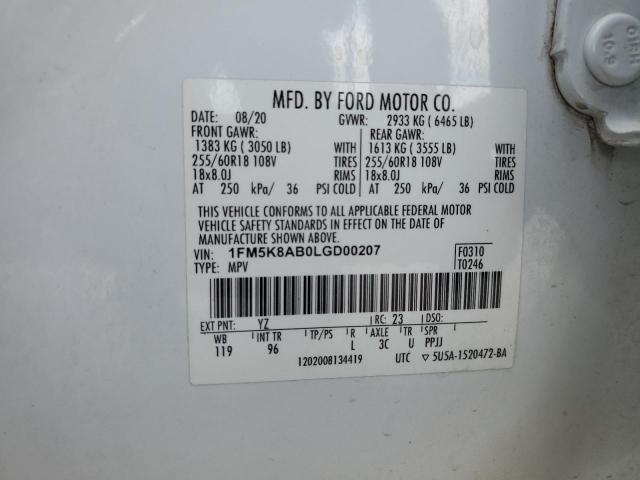 MFD. BY FORD MOTOR CO.
DATE: 08/20 GVWR: 2933 KG ( 6465 LB)
FRONT GAWR: REAR GAWR:
1383 KG ( 3050 LB) WITH 1613 KG ( 3555 LB) WITH
255/60R18 108V TIRES 255/60R18 108V TIRES
18x8.0J RIMS 18x8.0J RIMS
AT 250 kPa/ 36 PSI COLD AT 250 kPa/ 36 PSI COLD
THIS VEHICLE CONFORMS TO ALL APPLICABLE FEDERAL MOTOR
VEHICLE SAFETY STANDARDS IN EFFECT ON THE DATE OF
MANUFACTURE SHOWN ABOVE.
VIN: 1FM5K8AB0LGD00207 F0310
TYPE: MPV T0246
EXT PNT: YZ RC: 23 DSO:
WB INT TR TP/PS R AXLE TR SPR
119 96 L 3C U PPJJ
1202008134419 UTC ▽ 5U5A-1520472-BA
10.9